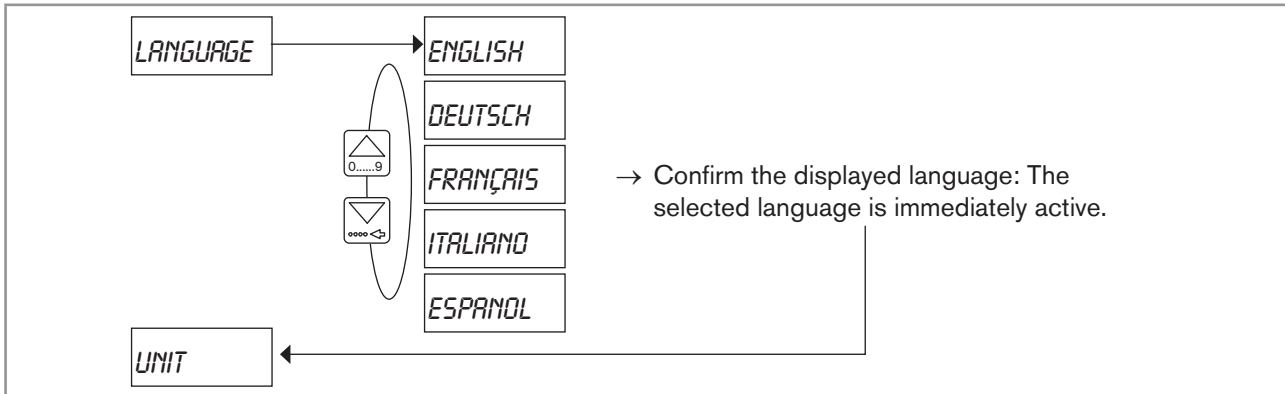 LANGUAGE
ENGLISH
DEUTSCH
0......9
FRANÇAIS
→ Confirm the displayed language: The
selected language is immediately active.
ITALIANO
ESPANOL
UNIT